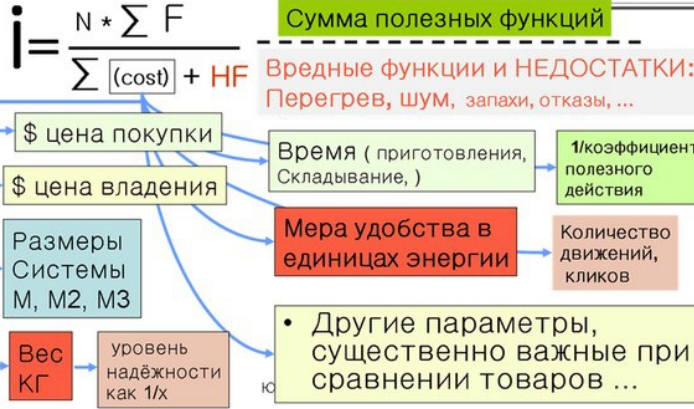 i = N * ∑ F
∑ (cost) + HF
Сумма полезных функций
Вредные функции и НЕДОСТАТКИ:
Перегрев, шум, запахи, отказы, ...
$ цена покупки
$ цена владения
Размеры
Системы
М, М2, М3
Вес
КГ
уровень
надёжности
как 1/х
Время ( приготовления,
Складывание, )
1/коэффициент
полезного
действия
Мера удобства в
единицах энергии
Количество
движений,
кликов
• Другие параметры,
существенно важные при
сравнении товаров ...
ю